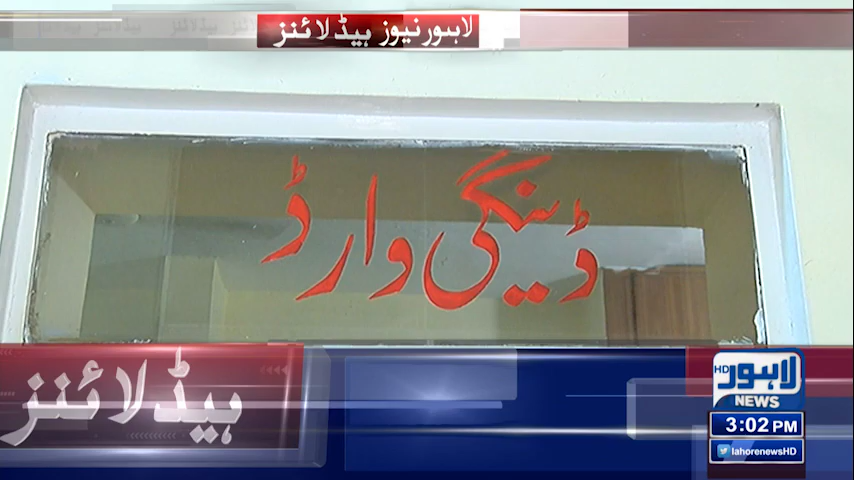 لاہور نیوز ہیڈ لائنز
ڈینگی وارڈ
ہیڈ لائنز
HD
لاہور
NEWS
3:02 PM
lahorenewsHD